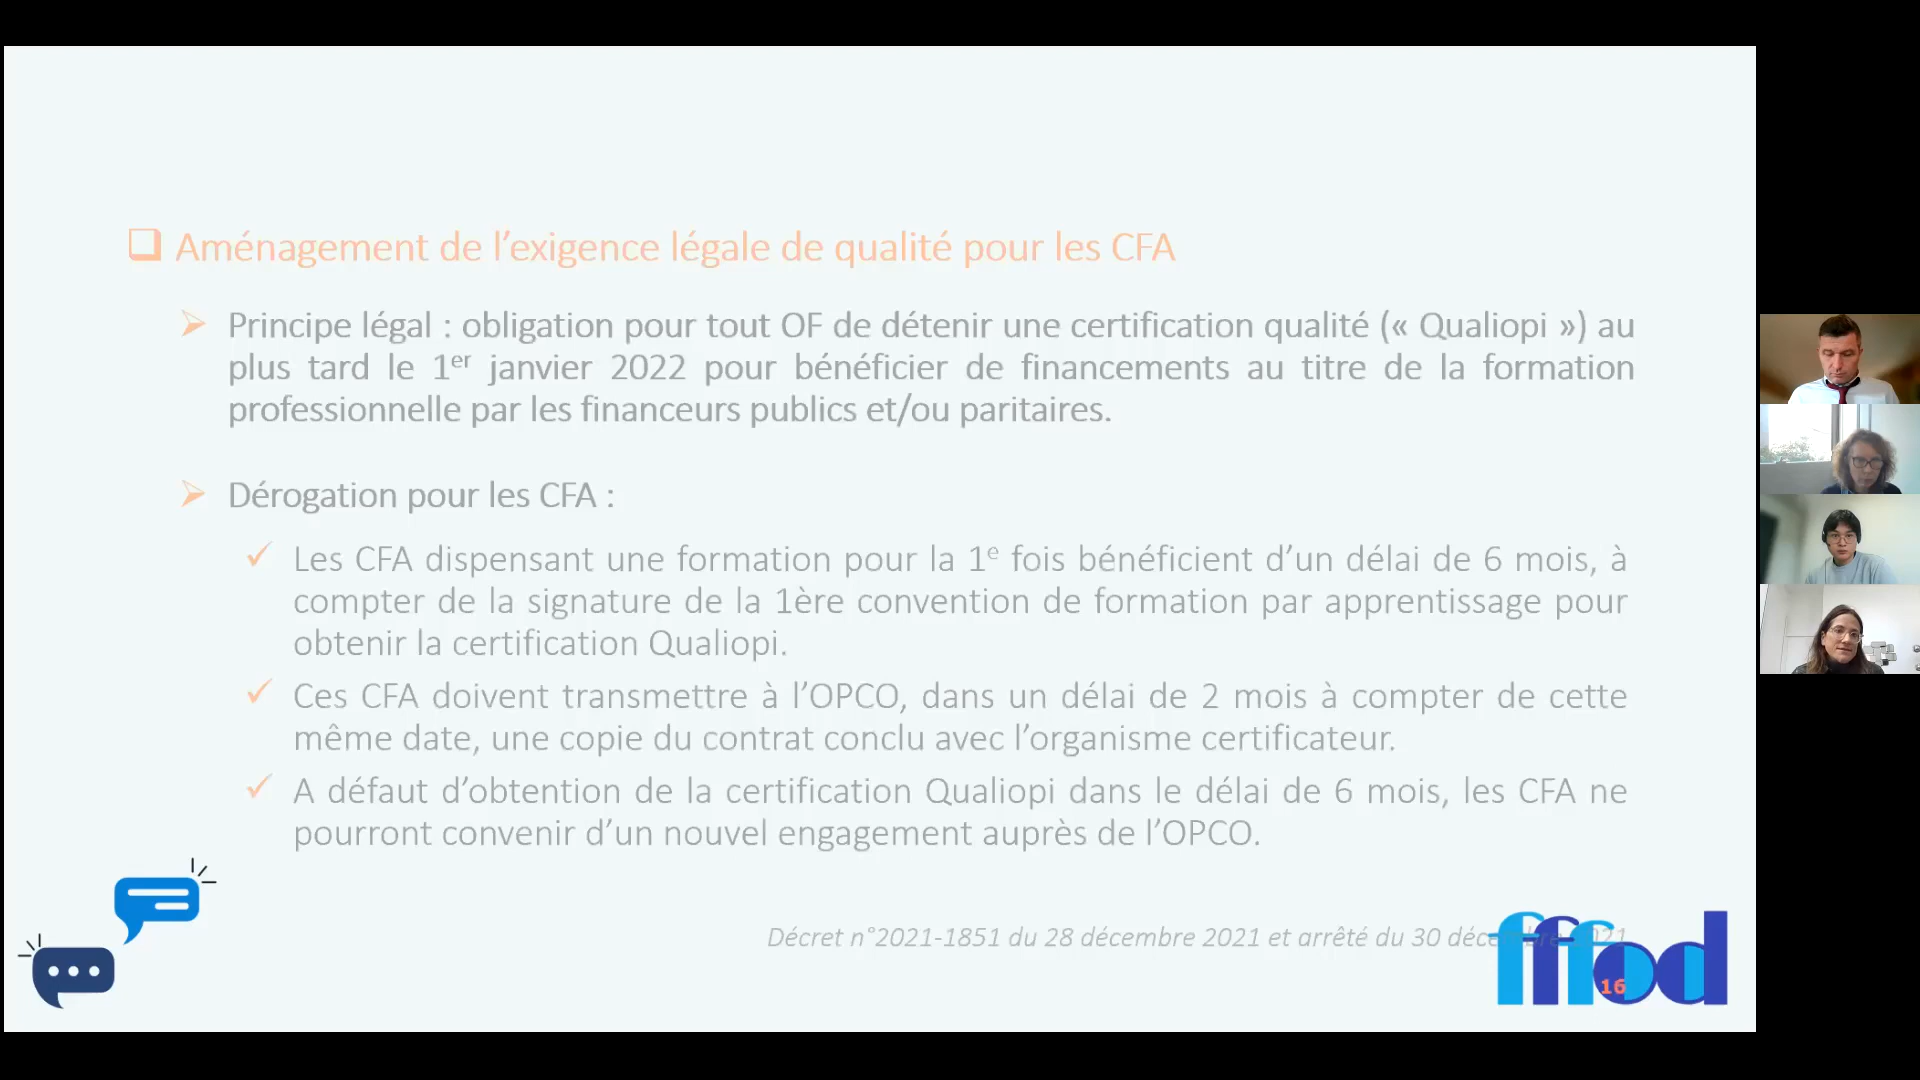 Aménagement de l’exigence légale de qualité pour les CFA
Principe légal : obligation pour tout OF de détenir une certification qualité (« Qualiopi ») au
plus tard le 1er janvier 2022 pour bénéficier de financements au titre de la formation
professionnelle par les financeurs publics et/ou paritaires.
Dérogation pour les CFA :
Les CFA dispensant une formation pour la 1e fois bénéficient d’un délai de 6 mois, à
compter de la signature de la 1ère convention de formation par apprentissage pour
obtenir la certification Qualiopi.
Ces CFA doivent transmettre à l’OPCO, dans un délai de 2 mois à compter de cette
même date, une copie du contrat conclu avec l’organisme certificateur.
A défaut d’obtention de la certification Qualiopi dans le délai de 6 mois, les CFA ne
pourront convenir d’un nouvel engagement auprès de l’OPCO.
Décret n°2021-1851 du 28 décembre 2021 et arrêté du 30 décembre 2021
fffod
16